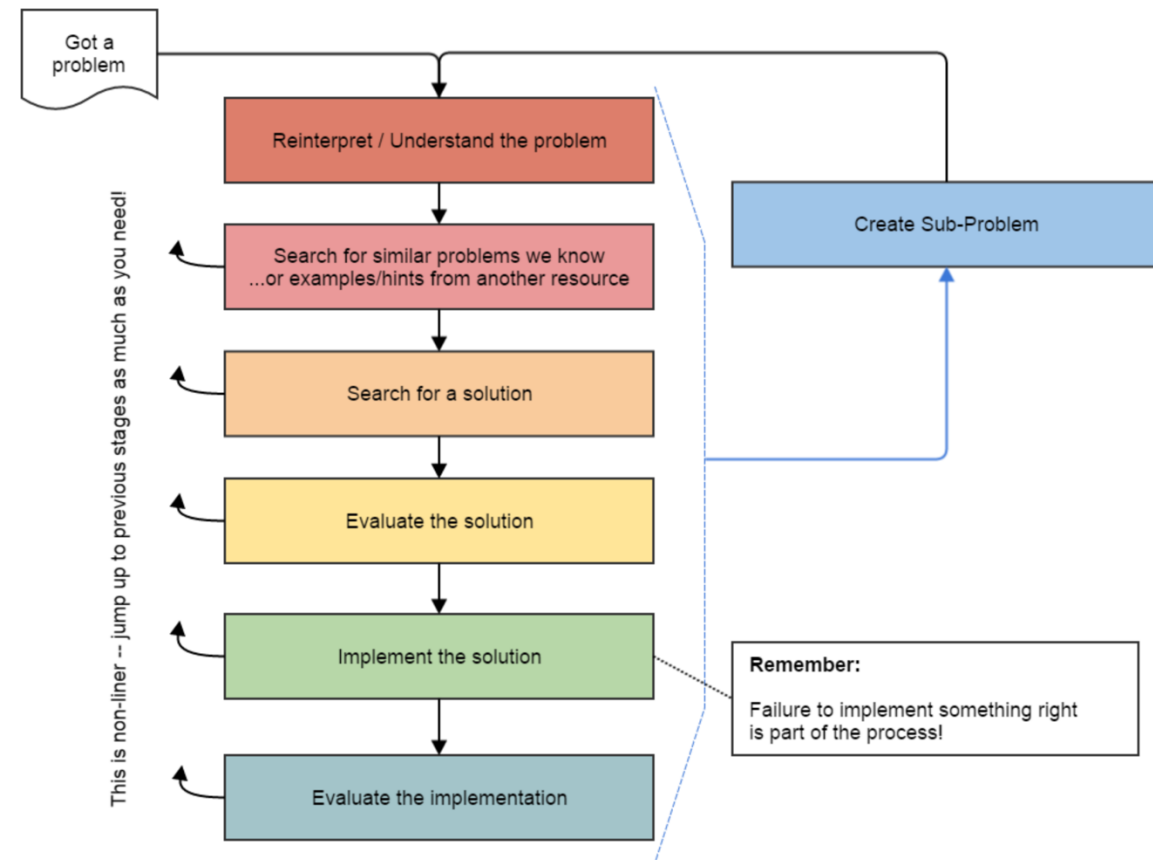 Got a
problem
Reinterpret / Understand the problem
Create Sub-Problem
Search for similar problems we know
...or examples/hints from another resource
Search for a solution
Evaluate the solution
Implement the solution
Remember:
Failure to implement something right
is part of the process!
Evaluate the implementation
This is non-liner -- jump up to previous stages as much as you need!